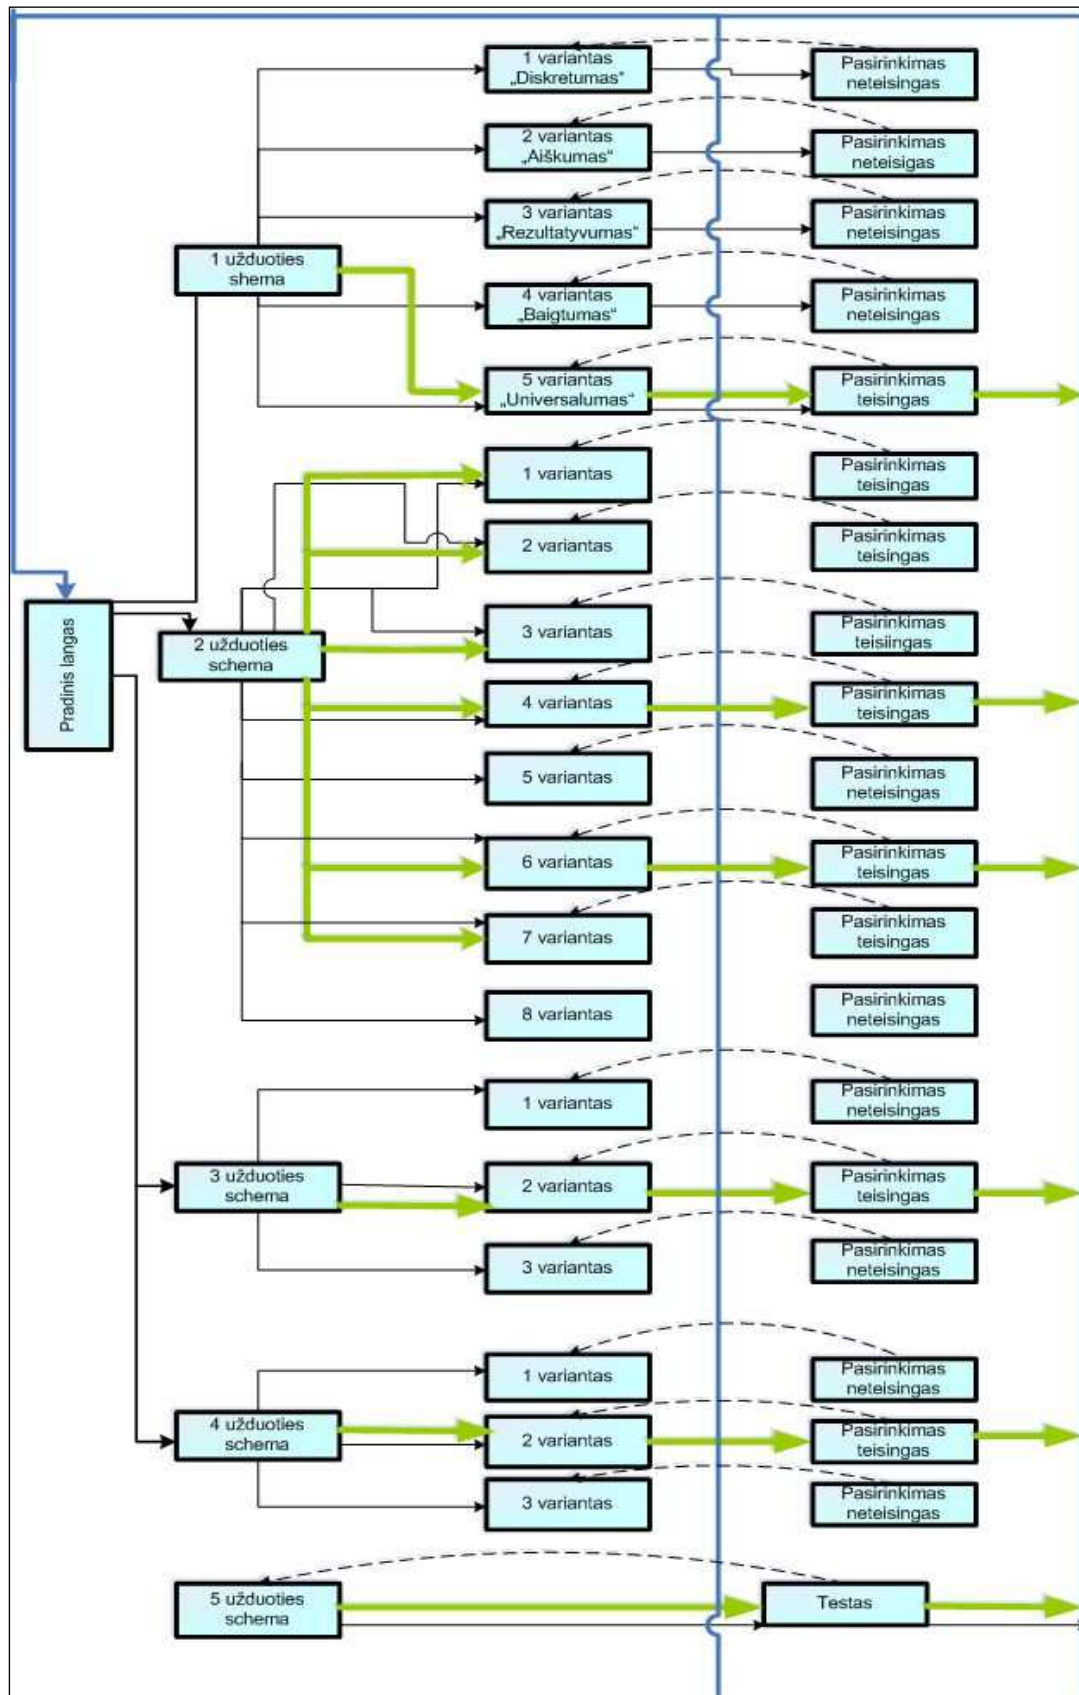 1 variantas
„Diskretumas“
Pasirinkimas
neteisingas
2 variantas
„Aiškumas“
Pasirinkimas
neteisigas
3 variantas
„Rezultatyvumas“
Pasirinkimas
neteisingas
1 užduoties
shema
4 variantas
„Baigtumas“
Pasirinkimas
neteisingas
5 variantas
„Universalumas“
Pasirinkimas
teisingas
1 variantas
Pasirinkimas
teisingas
2 variantas
Pasirinkimas
teisingas
Pradinis langas
2 užduoties
schema
3 variantas
Pasirinkimas
teisiingas
4 variantas
Pasirinkimas
teisingas
5 variantas
Pasirinkimas
neteisingas
6 variantas
Pasirinkimas
teisingas
7 variantas
Pasirinkimas
teisingas
8 variantas
Pasirinkimas
neteisingas
1 variantas
Pasirinkimas
neteisingas
3 užduoties
schema
2 variantas
Pasirinkimas
teisingas
3 variantas
Pasirinkimas
neteisingas
1 variantas
Pasirinkimas
neteisingas
4 užduoties
schema
2 variantas
Pasirinkimas
teisingas
3 variantas
Pasirinkimas
neteisingas
5 užduoties
schema
Testas